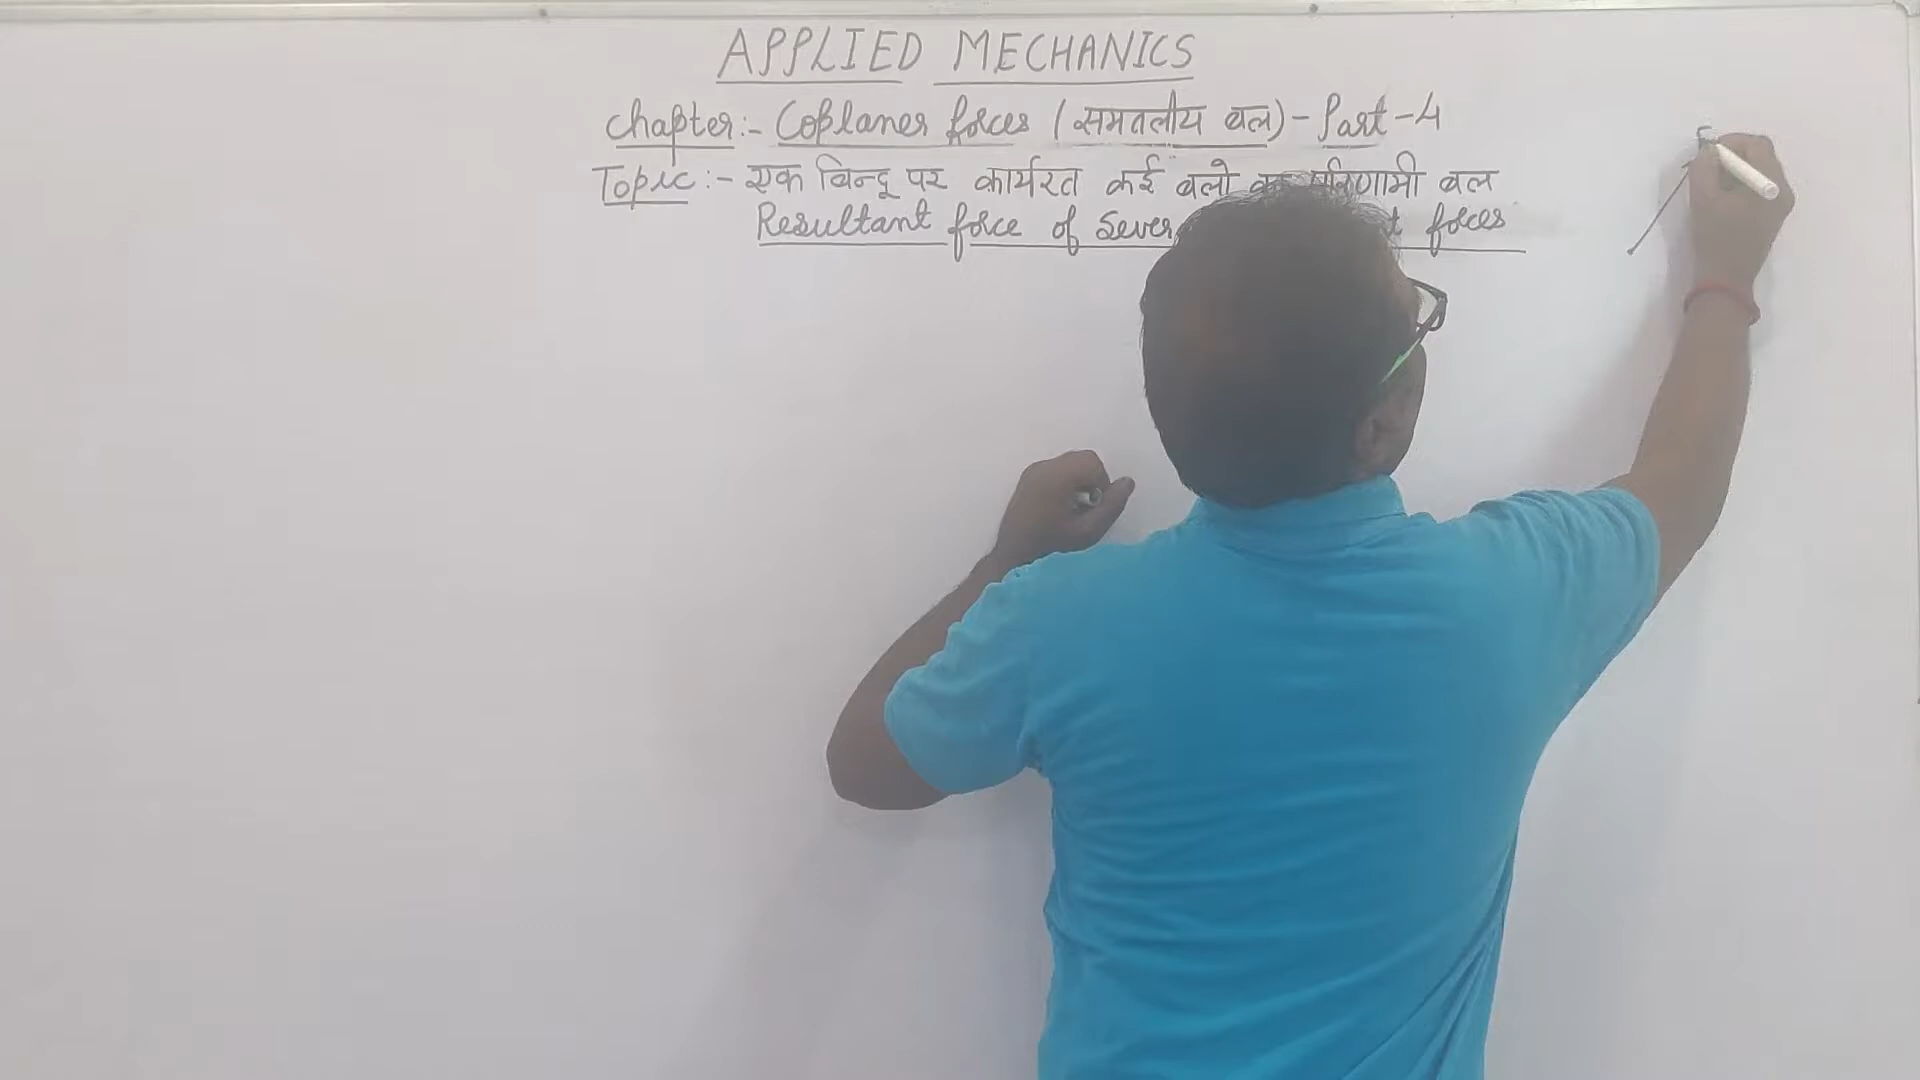 APPLIED MECHANICS
Chapter:- Coplaner forces (समतलीय बल) - Part - 4
Topic:- एक बिन्दू पर कार्यरत कई बलो बल
Resultant force of forces
F